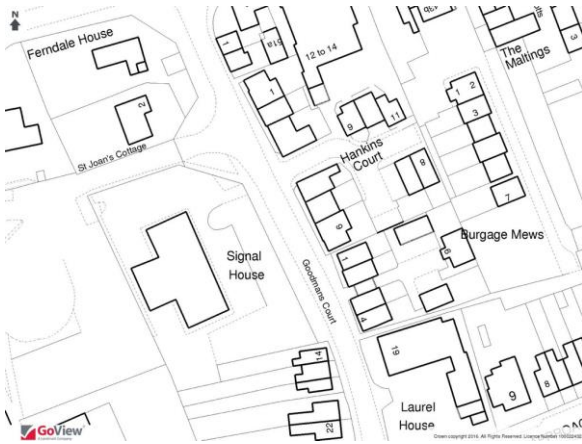 N
Ferndale House
2
St Joan's Cottage
1
61a
12 to 14
1
9
11
Hankins
Court
8
6
The
Maltings
3
1
2
3
7
Burgage Mews
Signal
House
Goodmans Court
1
4
14
22
19
Laurel
House
9
8
GoView